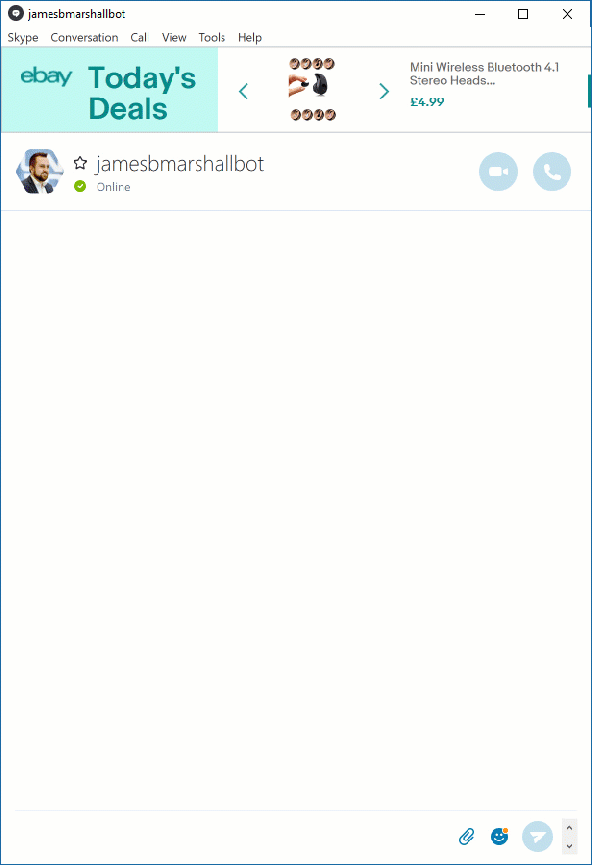 jamesbmarshallbot
Skype Conversation Call View Tools Help
ebay Today's Deals
Mini Wireless Bluetooth 4.1
Stereo Heads...
£4.99
jamesbmarshallbot
Online